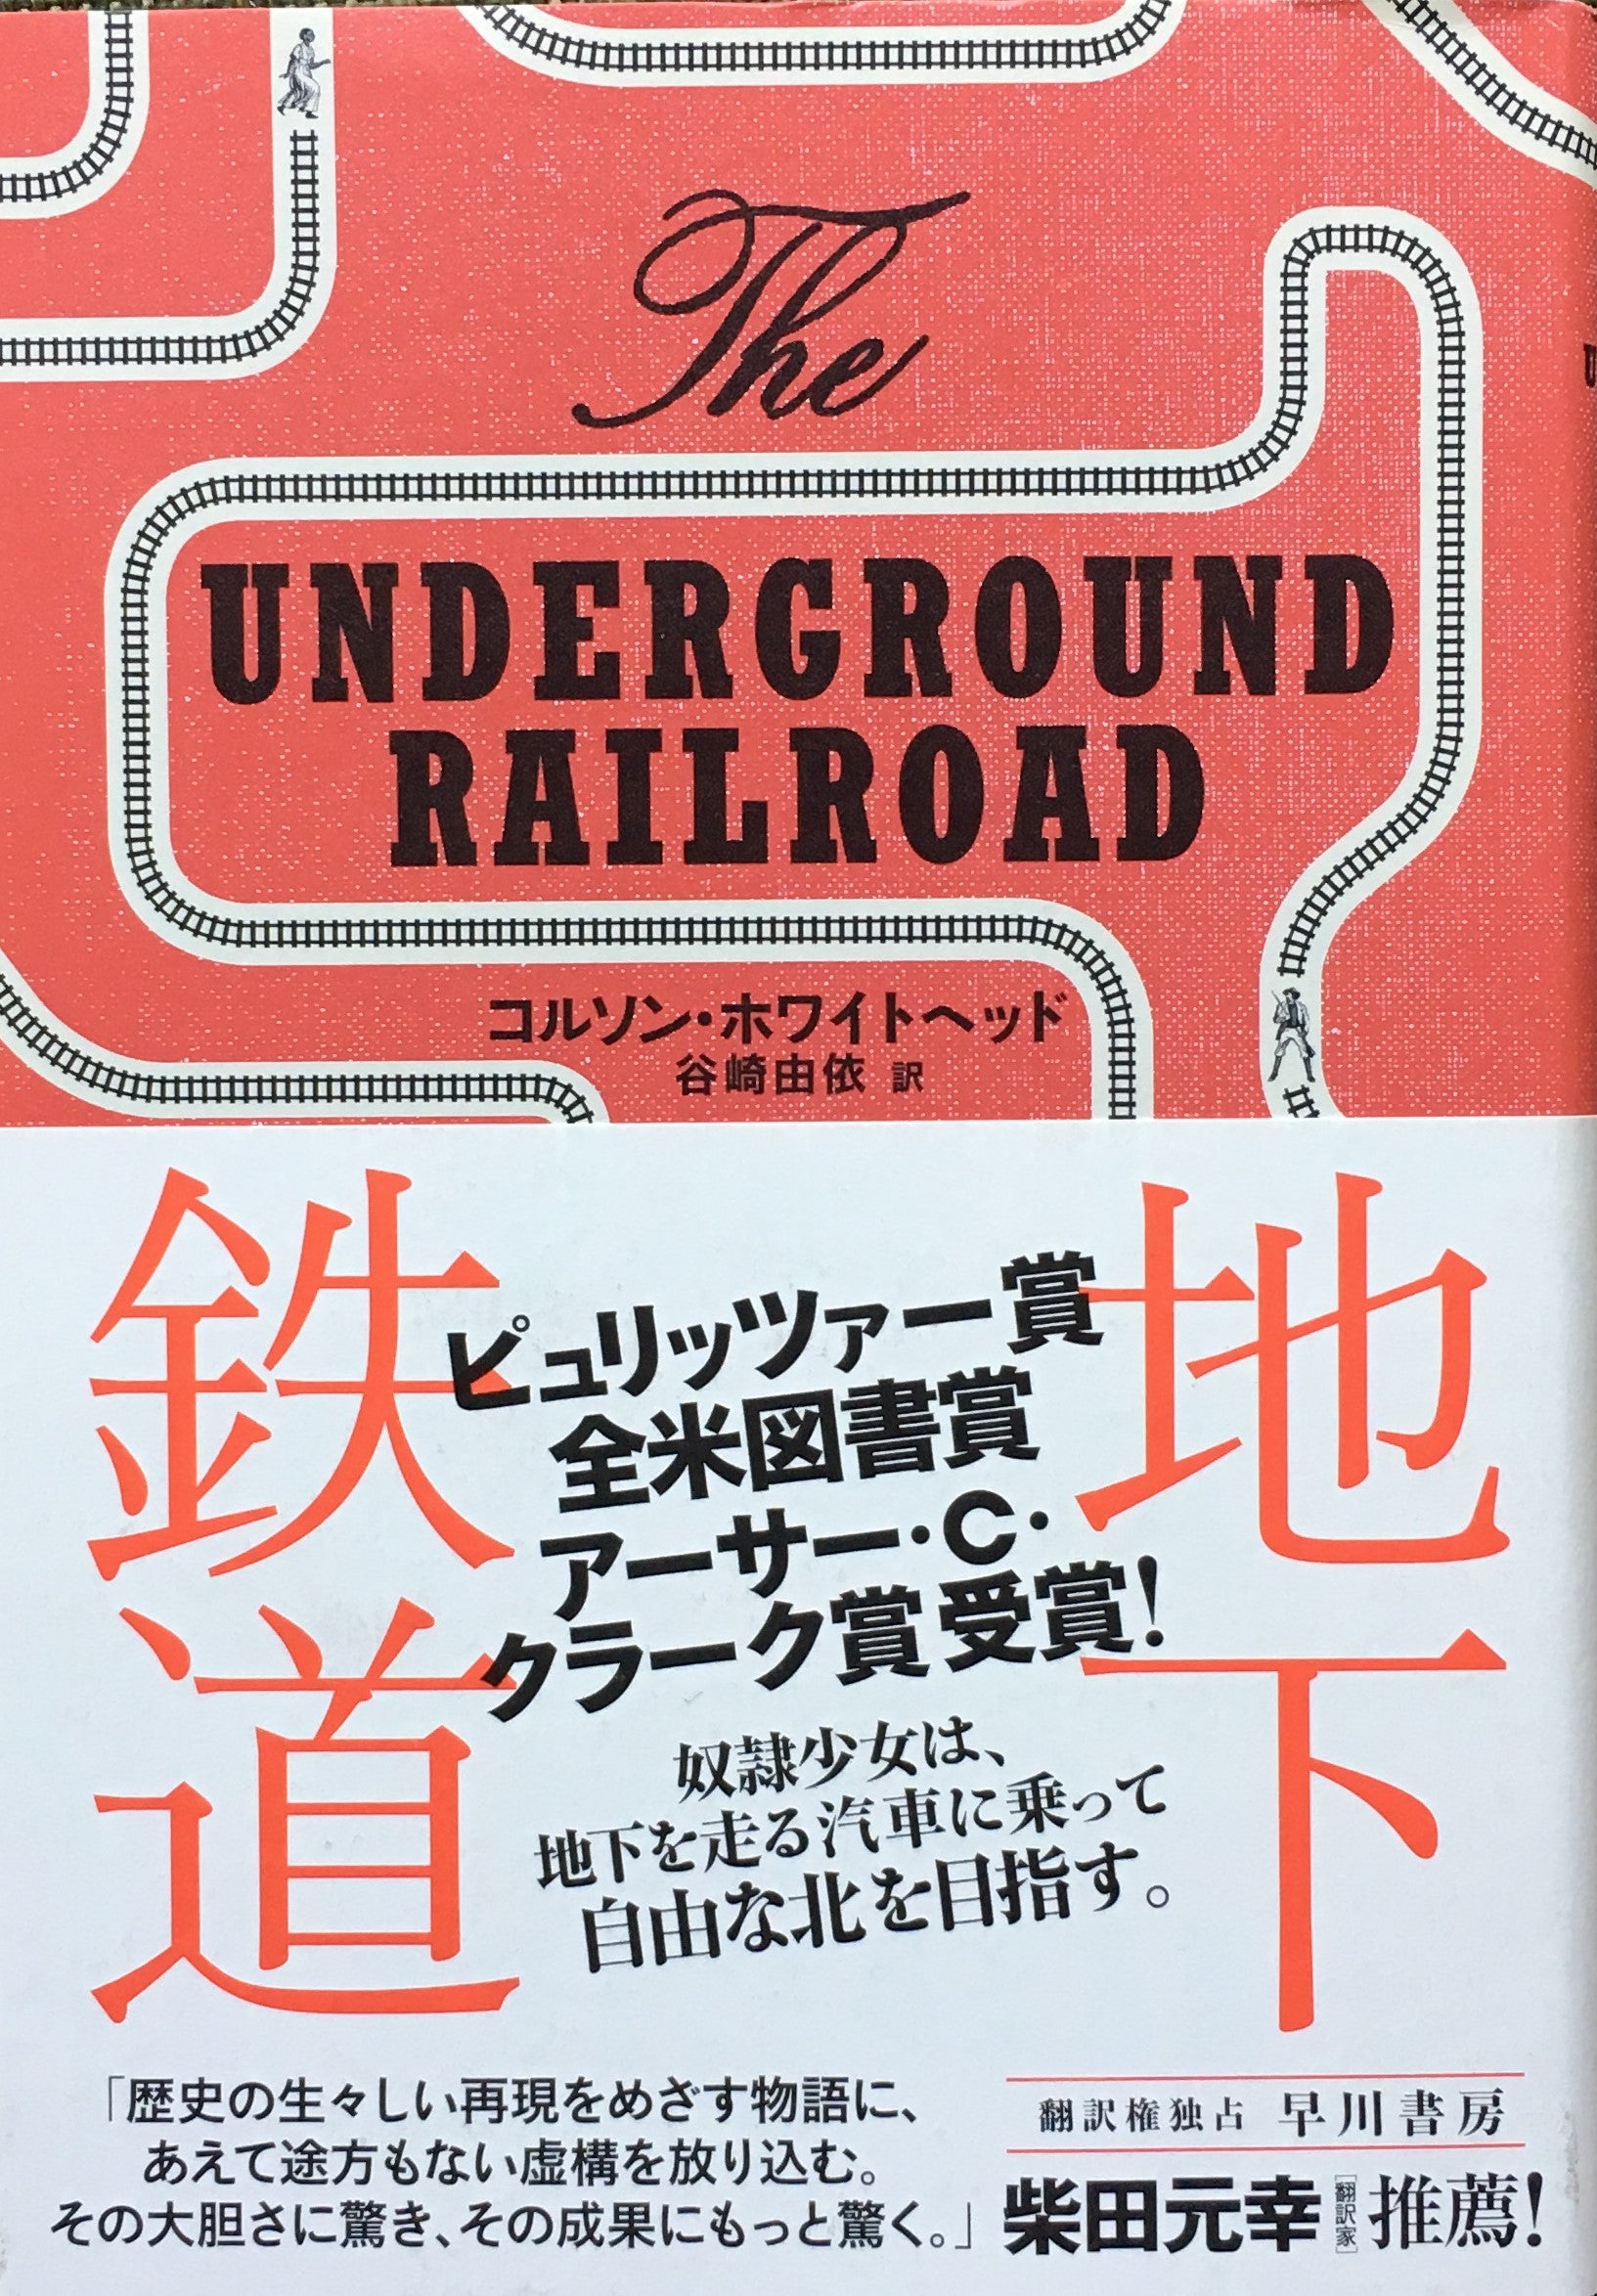 The
UNDERGROUND
RAILROAD
コルソン・ホワイトヘッド
谷崎由依 訳
地下
鉄道
ピュリッツァー賞
全米図書賞
アーサー・C・
クラーク賞受賞!
奴隷少女は、
地下を走る汽車に乗って
自由な北を目指す。
「歴史の生々しい再現をめざす物語に、
あえて途方もない虚構を放り込む。
その大胆さに驚き、その成果にもっと驚く。」
翻訳権独占 早川書房
柴田元幸[翻訳家]推薦!